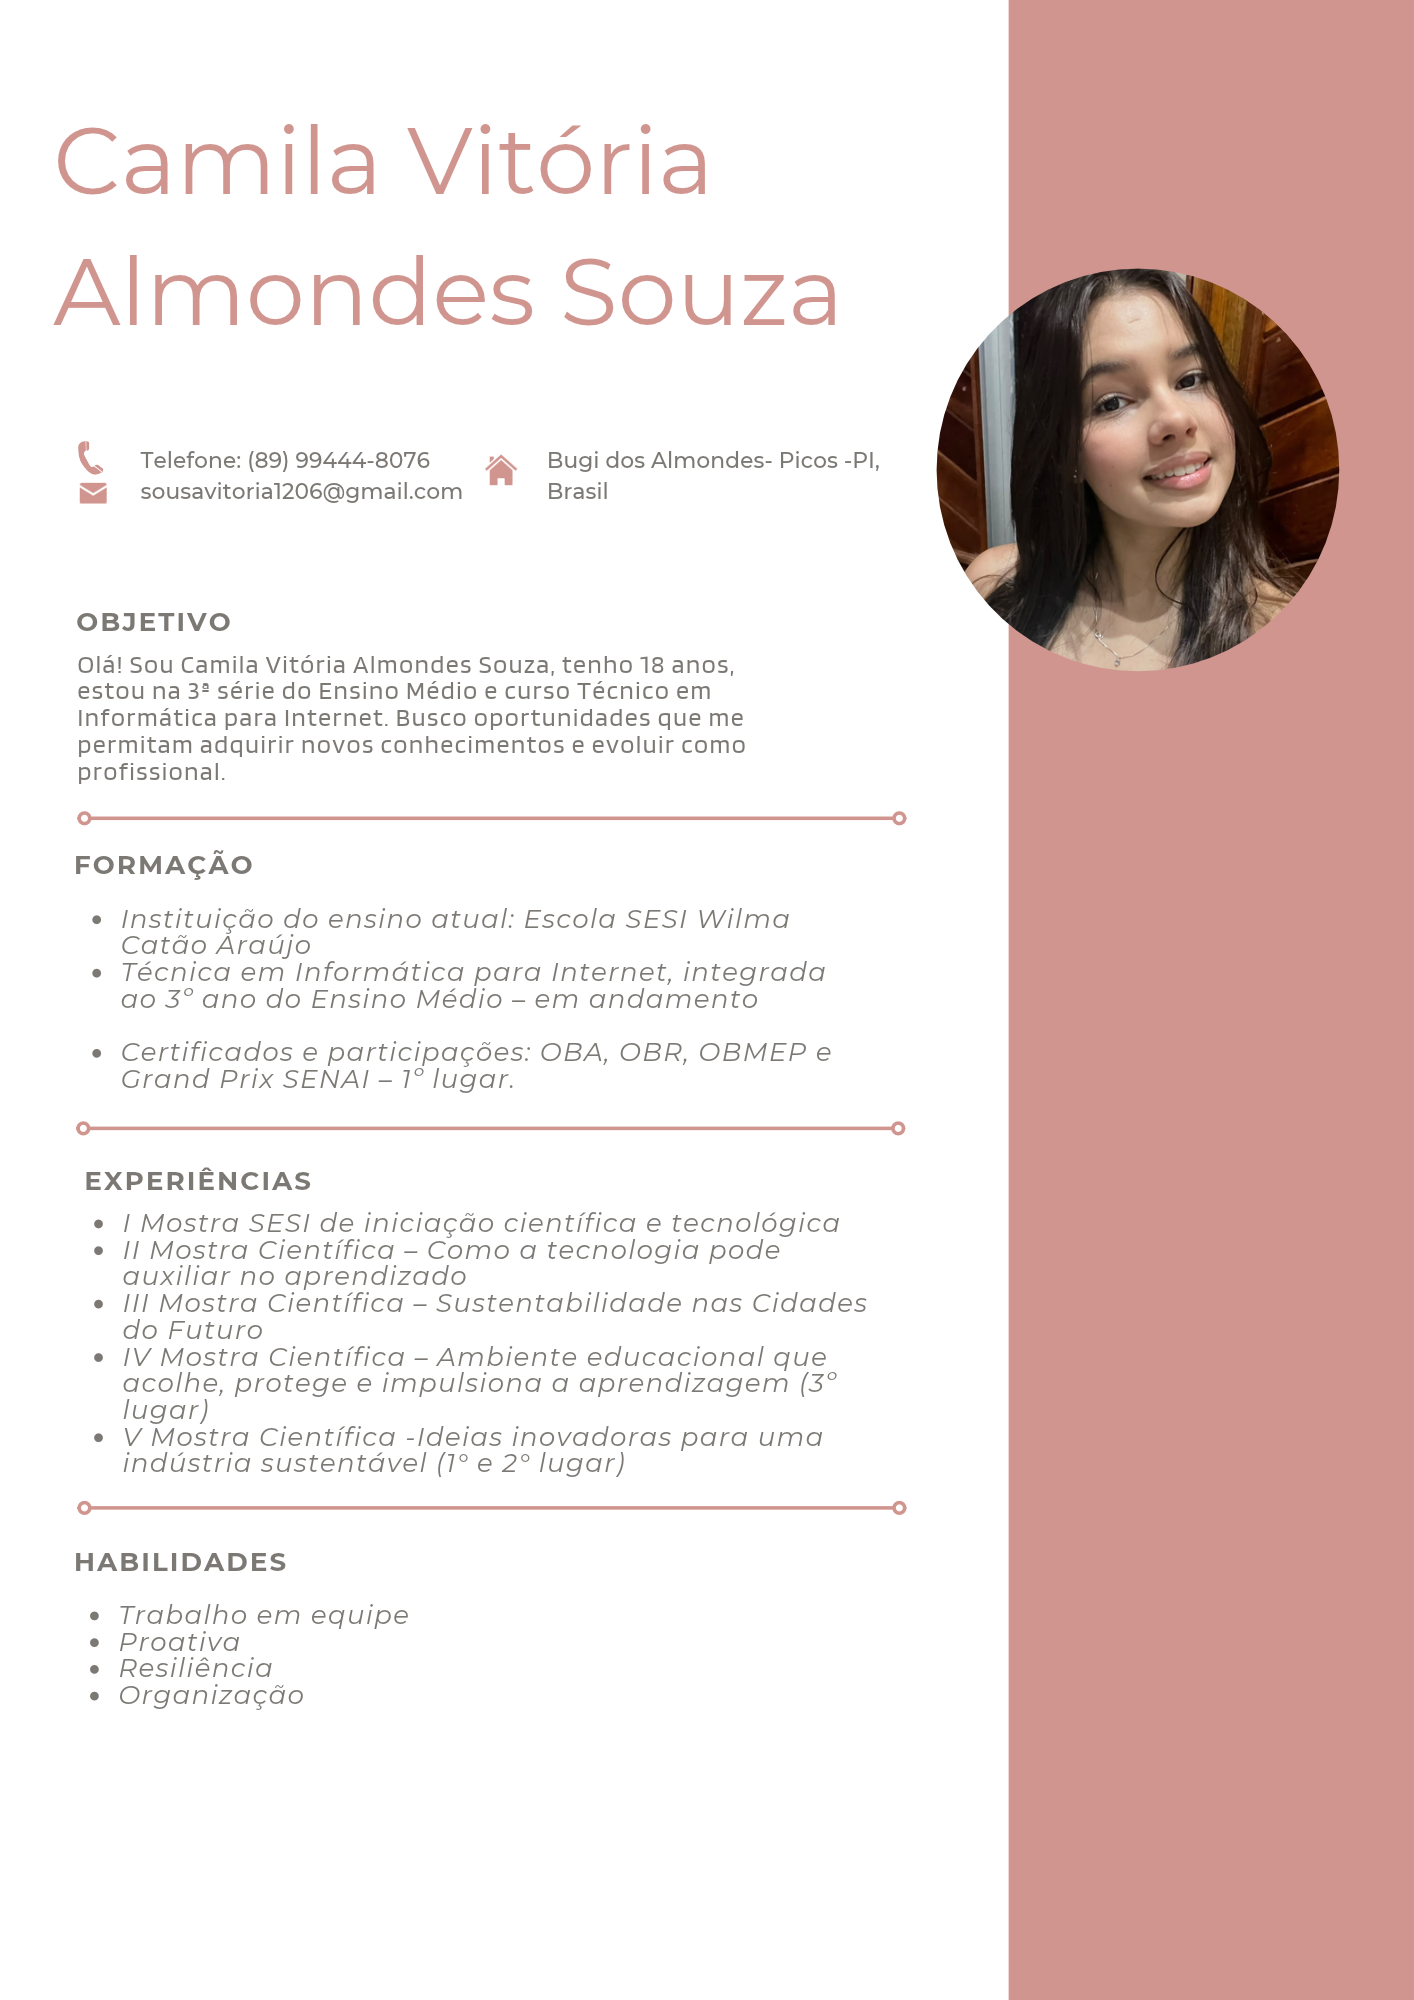 Camila Vitória
Almondes Souza
Telefone: (89) 99444-8076
sousavitoria1206@gmail.com
Bugi dos Almondes- Picos -PI,
Brasil
OBJETIVO
Olá! Sou Camila Vitória Almondes Souza, tenho 18 anos,
estou na 3ª série do Ensino Médio e curso Técnico em
Informática para Internet. Busco oportunidades que me
permitam adquirir novos conhecimentos e evoluir como
profissional.
FORMAÇÃO
• Instituição do ensino atual: Escola SESI Wilma
Catão Araújo
• Técnica em Informática para Internet, integrada
ao 3º ano do Ensino Médio – em andamento
• Certificados e participações: OBA, OBR, OBMEP e
Grand Prix SENAI – 1º lugar.
EXPERIÊNCIAS
• I Mostra SESI de iniciação científica e tecnológica
• II Mostra Científica – Como a tecnologia pode
auxiliar no aprendizado
• III Mostra Científica – Sustentabilidade nas Cidades
do Futuro
• IV Mostra Científica – Ambiente educacional que
acolhe, protege e impulsiona a aprendizagem (3º
lugar)
• V Mostra Científica -Ideias inovadoras para uma
indústria sustentável (1° e 2° lugar)
HABILIDADES
• Trabalho em equipe
• Proativa
• Resiliência
• Organização